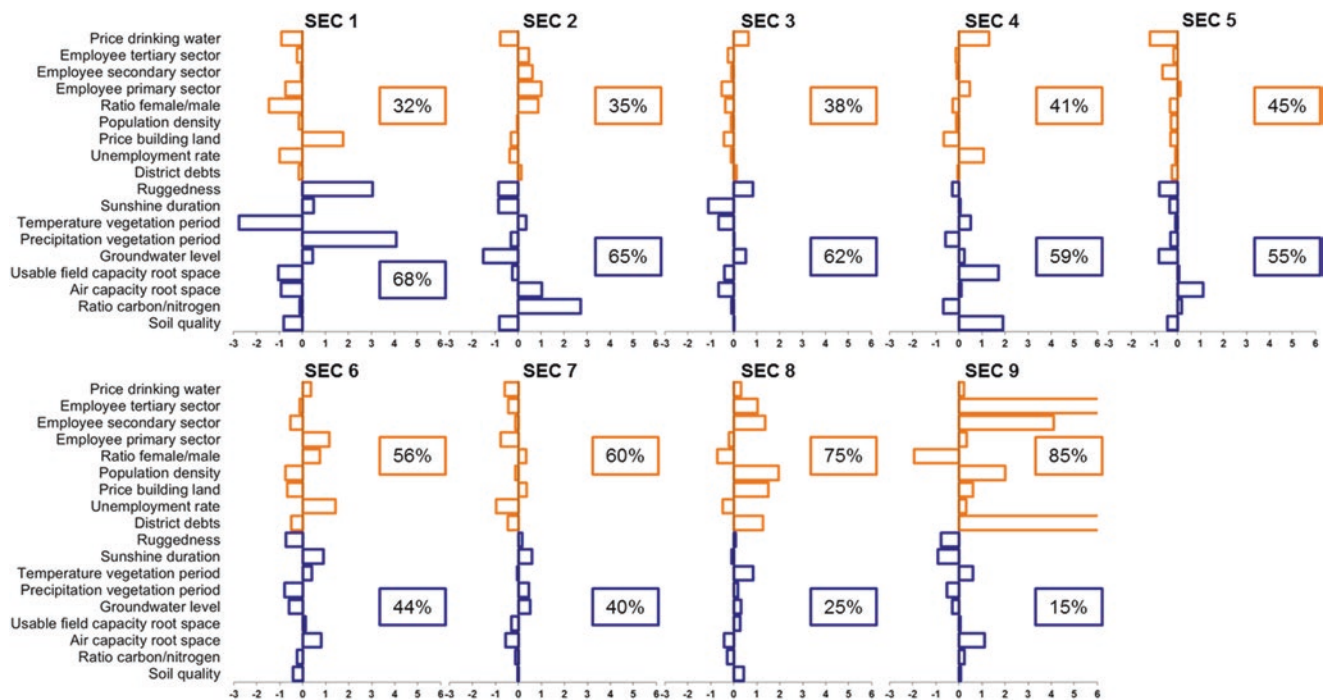 SEC 1 SEC 2 SEC 3 SEC 4 SEC 5
Price drinking water
Employee tertiary sector
Employee secondary sector
Employee primary sector
Ratio female/male
32% 35% 38% 41% 45%
Population density
Price building land
Unemployment rate
District debts
Ruggedness
Sunshine duration
Temperature vegetation period
Precipitation vegetation period
Groundwater level
65% 62% 59% 55%
Usable field capacity root space
68%
Air capacity root space
Ratio carbon/nitrogen
Soil quality
-3 -2 -1 0 1 2 3 4 5 6 -3 -2 -1 0 1 2 3 4 5 6 -3 -2 -1 0 1 2 3 4 5 6 -3 -2 -1 0 1 2 3 4 5 6 -3 -2 -1 0 1 2 3 4 5 6
SEC 6 SEC 7 SEC 8 SEC 9
Price drinking water
Employee tertiary sector
Employee secondary sector
Employee primary sector
Ratio female/male
56% 60% 75% 85%
Population density
Price building land
Unemployment rate
District debts
Ruggedness
Sunshine duration
Temperature vegetation period
Precipitation vegetation period
44% 40% 25% 15%
Groundwater level
Usable field capacity root space
Air capacity root space
Ratio carbon/nitrogen
Soil quality
-3 -2 -1 0 1 2 3 4 5 6 -3 -2 -1 0 1 2 3 4 5 6 -3 -2 -1 0 1 2 3 4 5 6 -3 -2 -1 0 1 2 3 4 5 6